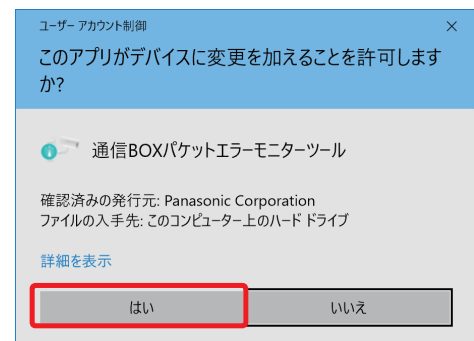 ユーザー アカウント制御
このアプリがデバイスに変更を加えることを許可します
か?
通信BOXパケットエラーモニターツール
確認済みの発行元: Panasonic Corporation
ファイルの入手先: このコンピューター上のハード ドライブ
詳細を表示
はい
いいえ